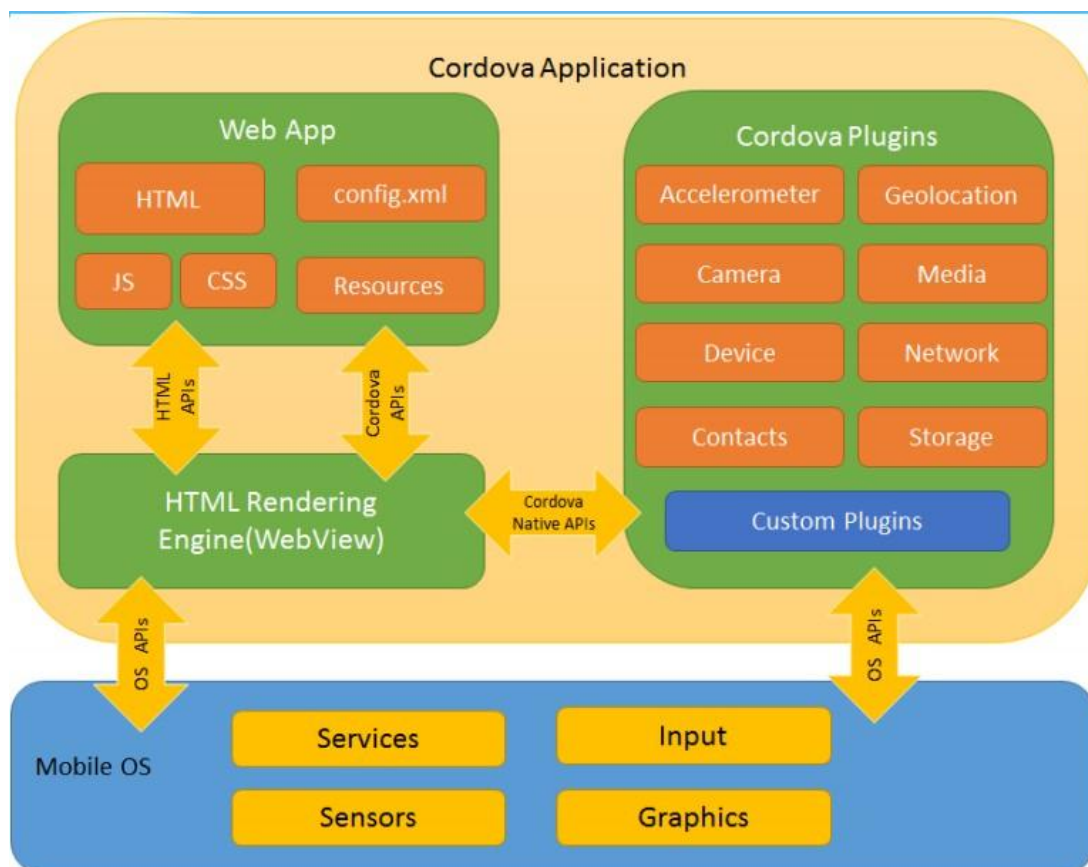 Cordova Application
Web App
HTML
config.xml
JS
CSS
Resources
HTML
APIs
Cordova
APIs
HTML Rendering
Engine(WebView)
Cordova
Native APIs
Cordova Plugins
Accelerometer
Geolocation
Camera
Media
Device
Network
Contacts
Storage
Custom Plugins
OS APIs
OS APIs
Mobile OS
Services
Input
Sensors
Graphics